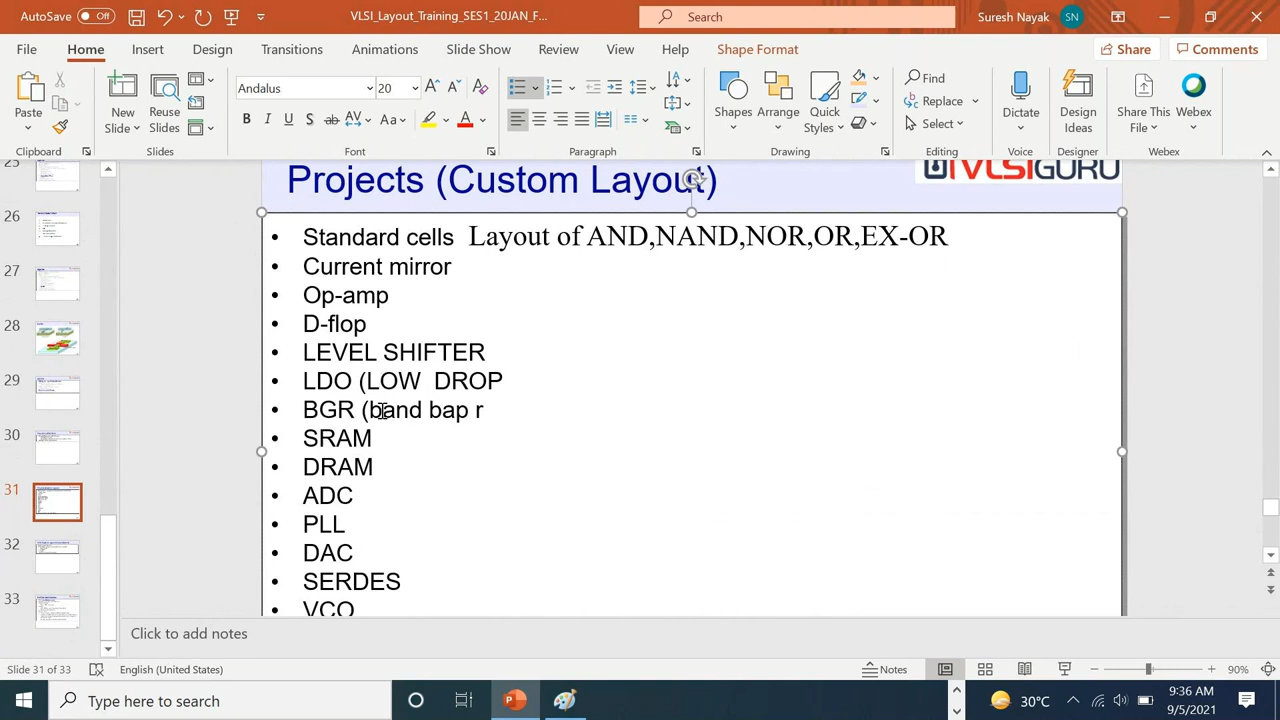 AutoSave Off
VLSI_Layout_Training_SES1_20JAN_F...
Search
Suresh Nayak SN
File Home Insert Design Transitions Animations Slide Show Review View Help Shape Format Share Comments
Paste
New Slide
Reuse Slides
Andalus 20
Shapes
Arrange
Quick Styles
Find
Replace
Select
Dictate
Design Ideas
Share This File
Webex
Clipboard Slides Font Paragraph Drawing Editing Voice Designer Webex
Projects (Custom Layout)
VLSIGURU
• Standard cells Layout of AND,NAND,NOR,OR,EX-OR
• Current mirror
• Op-amp
• D-flop
• LEVEL SHIFTER
• LDO (LOW DROP
• BGR (band bap r
• SRAM
• DRAM
• ADC
• PLL
• DAC
• SERDES
• VCO
25
26
27
28
29
30
31
32
33
Click to add notes
Slide 31 of 33 English (United States) Notes 90%
Type here to search
30°C
9:36 AM
9/5/2021